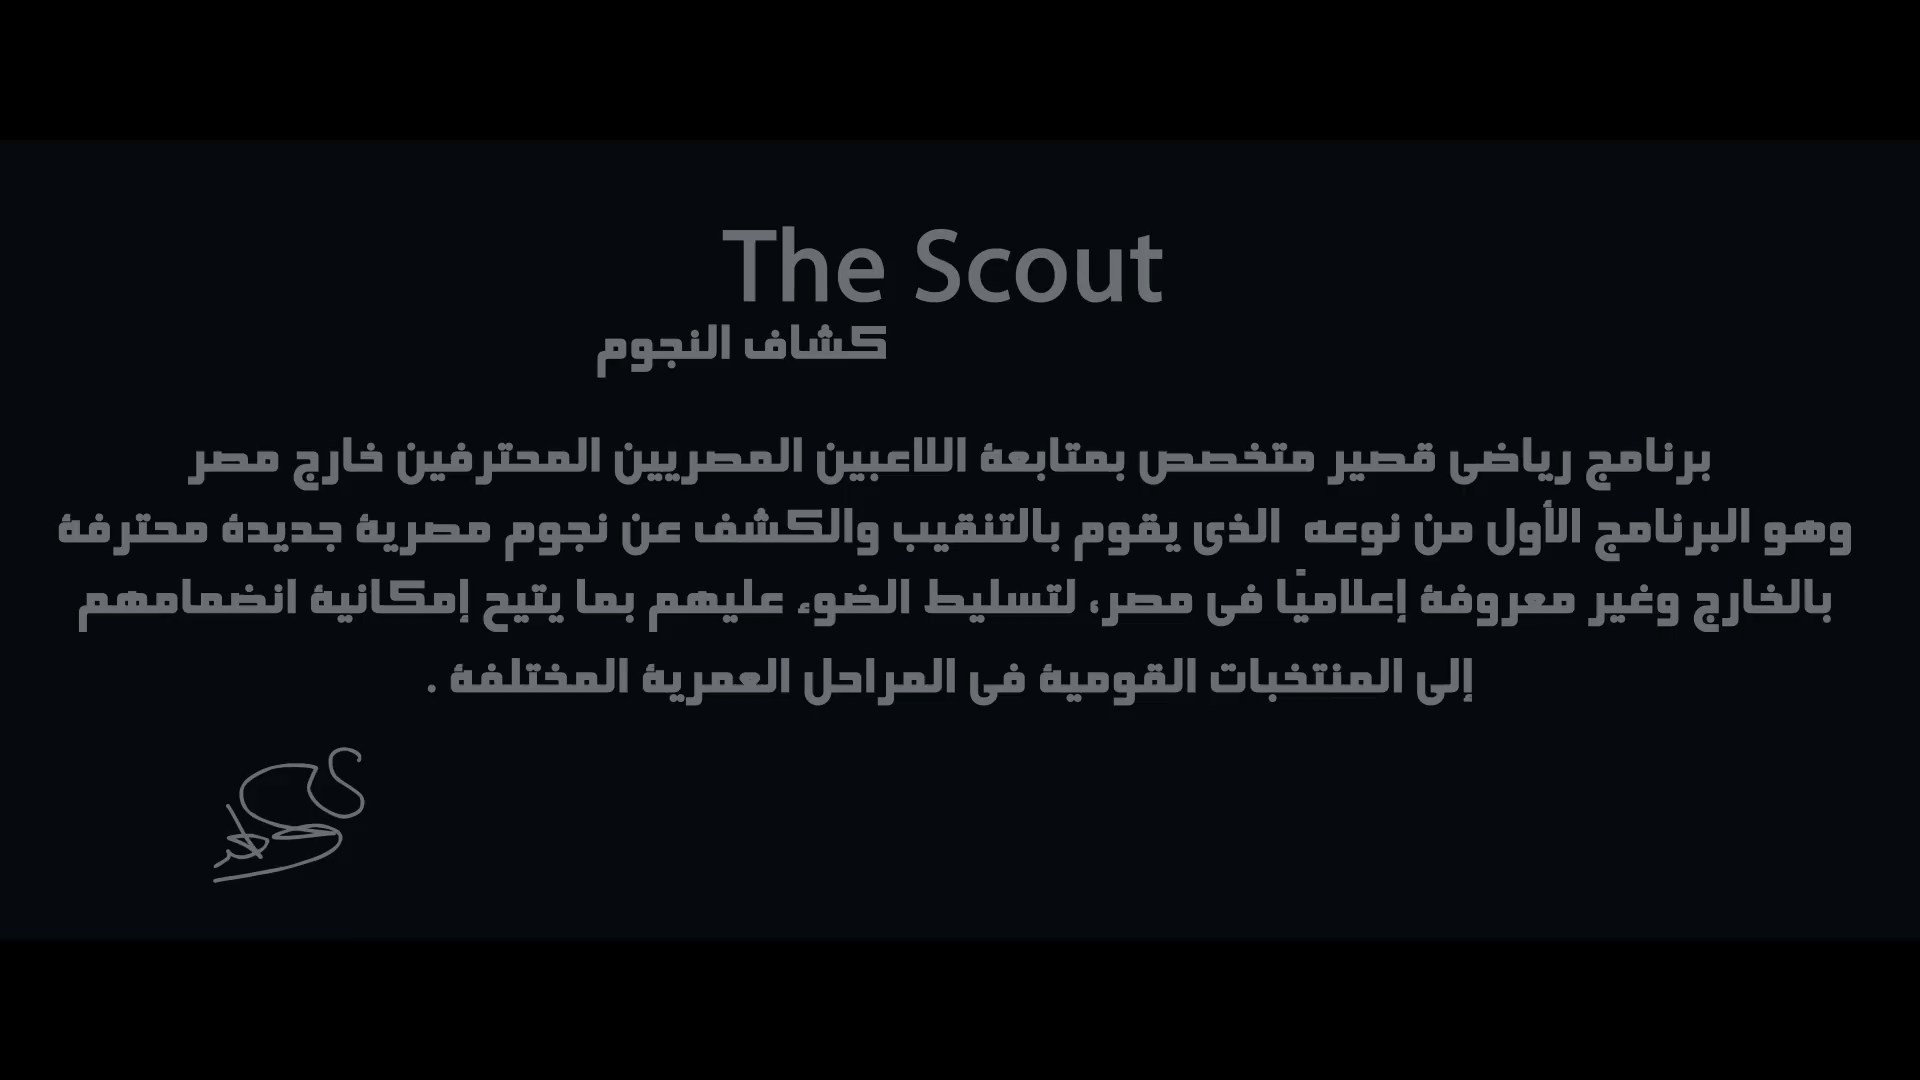 The Scout
كشاف النجوم
برنامج رياضى قصير متخصص بمتابعة اللاعبين المصريين المحترفين خارج مصر
وهو البرنامج الأول من نوعه الذى يقوم بالتنقيب والكشف عن نجوم مصرية جديدة محترفة
بالخارج وغير معروفة إعلاميًا فى مصر، لتسليط الضوء عليهم بما يتيح إمكانية انضمامهم
إلى المنتخبات القومية فى المراحل العمرية المختلفة .